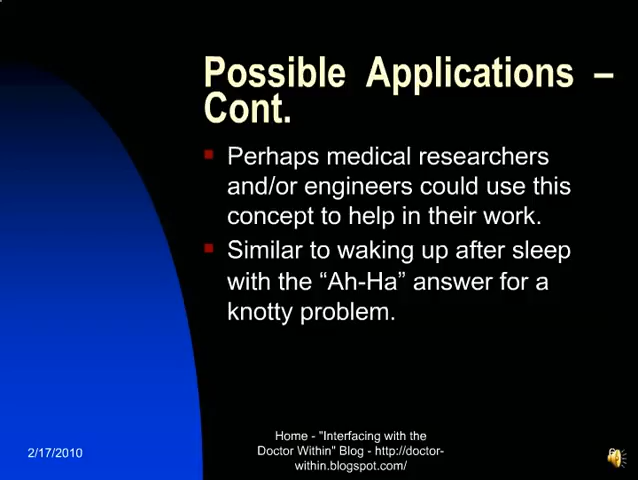 Possible Applications –
Cont.
Perhaps medical researchers
and/or engineers could use this
concept to help in their work.
Similar to waking up after sleep
with the “Ah-Ha” answer for a
knotty problem.
2/17/2010
Home - "Interfacing with the
Doctor Within" Blog - http://doctor-
within.blogspot.com/